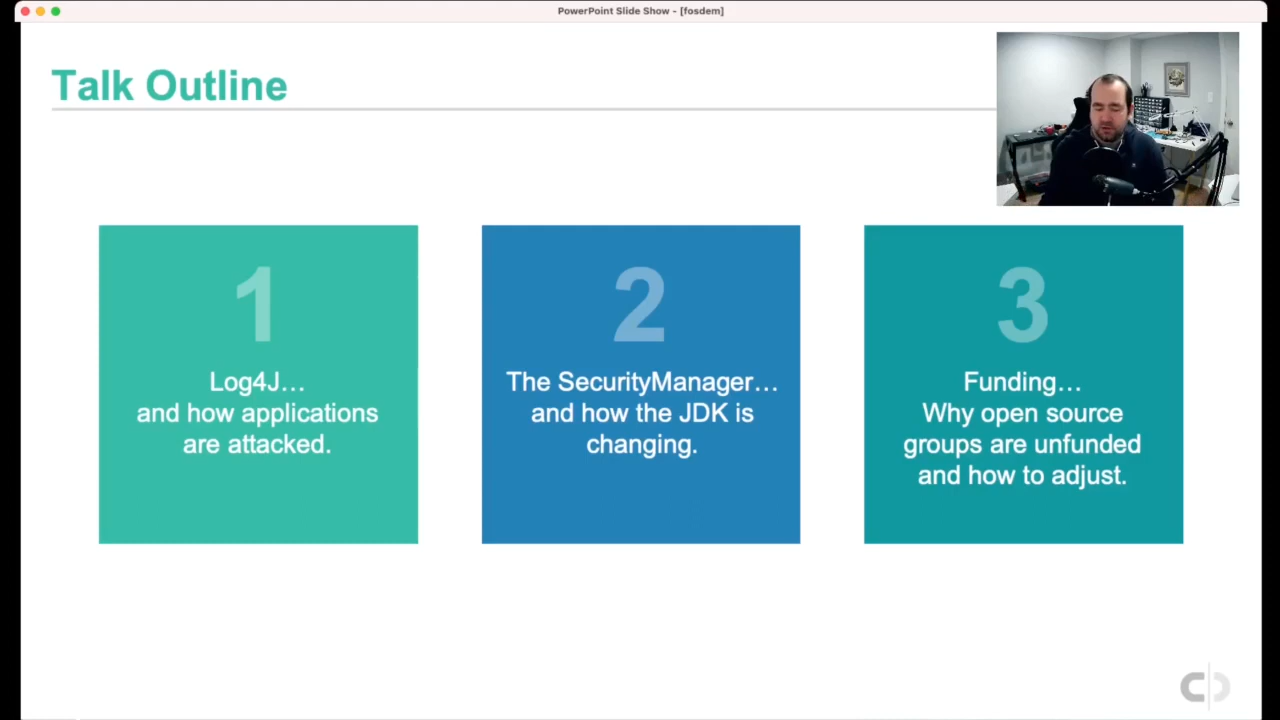 PowerPoint Slide Show - [fosdem]
Talk Outline
1
Log4J…
and how applications
are attacked.
2
The SecurityManager…
and how the JDK is
changing.
3
Funding…
Why open source
groups are unfunded
and how to adjust.